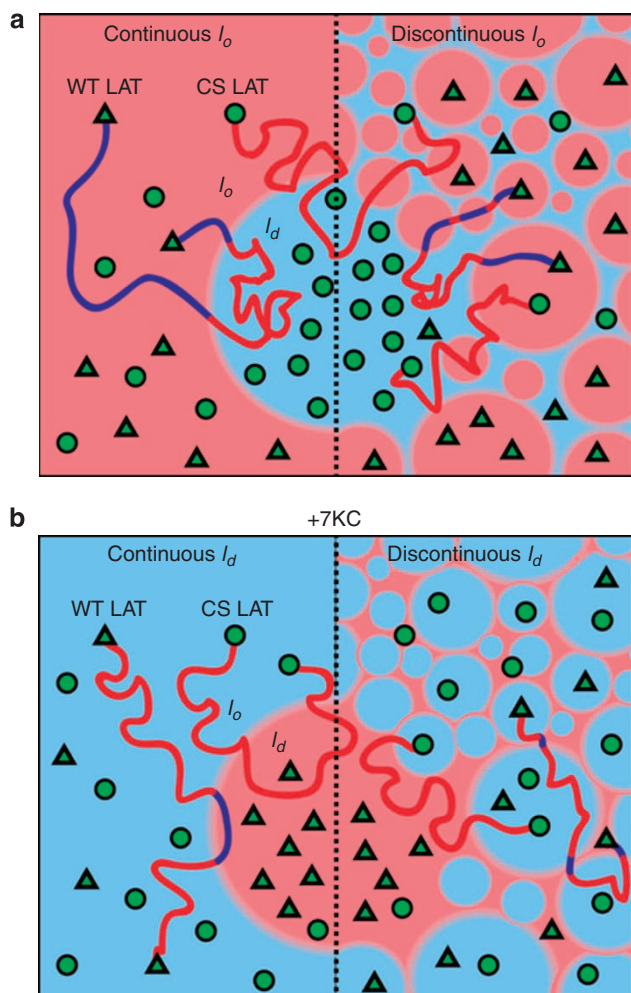 a
Continuous lo
Discontinuous lo
WT LAT
CS LAT
lo
ld
b
+7KC
Continuous ld
Discontinuous ld
WT LAT
CS LAT
lo
ld